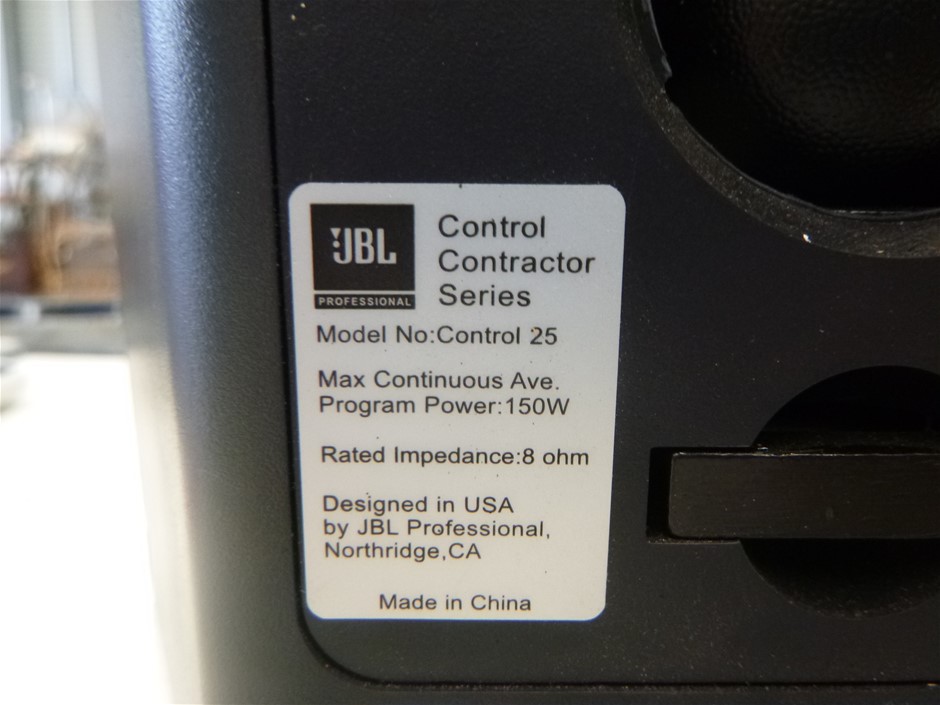 JBL
PROFESSIONAL
Control
Contractor
Series
Model No:Control 25
Max Continuous Ave.
Program Power:150W
Rated Impedance:8 ohm
Designed in USA
by JBL Professional,
Northridge,CA
Made in China